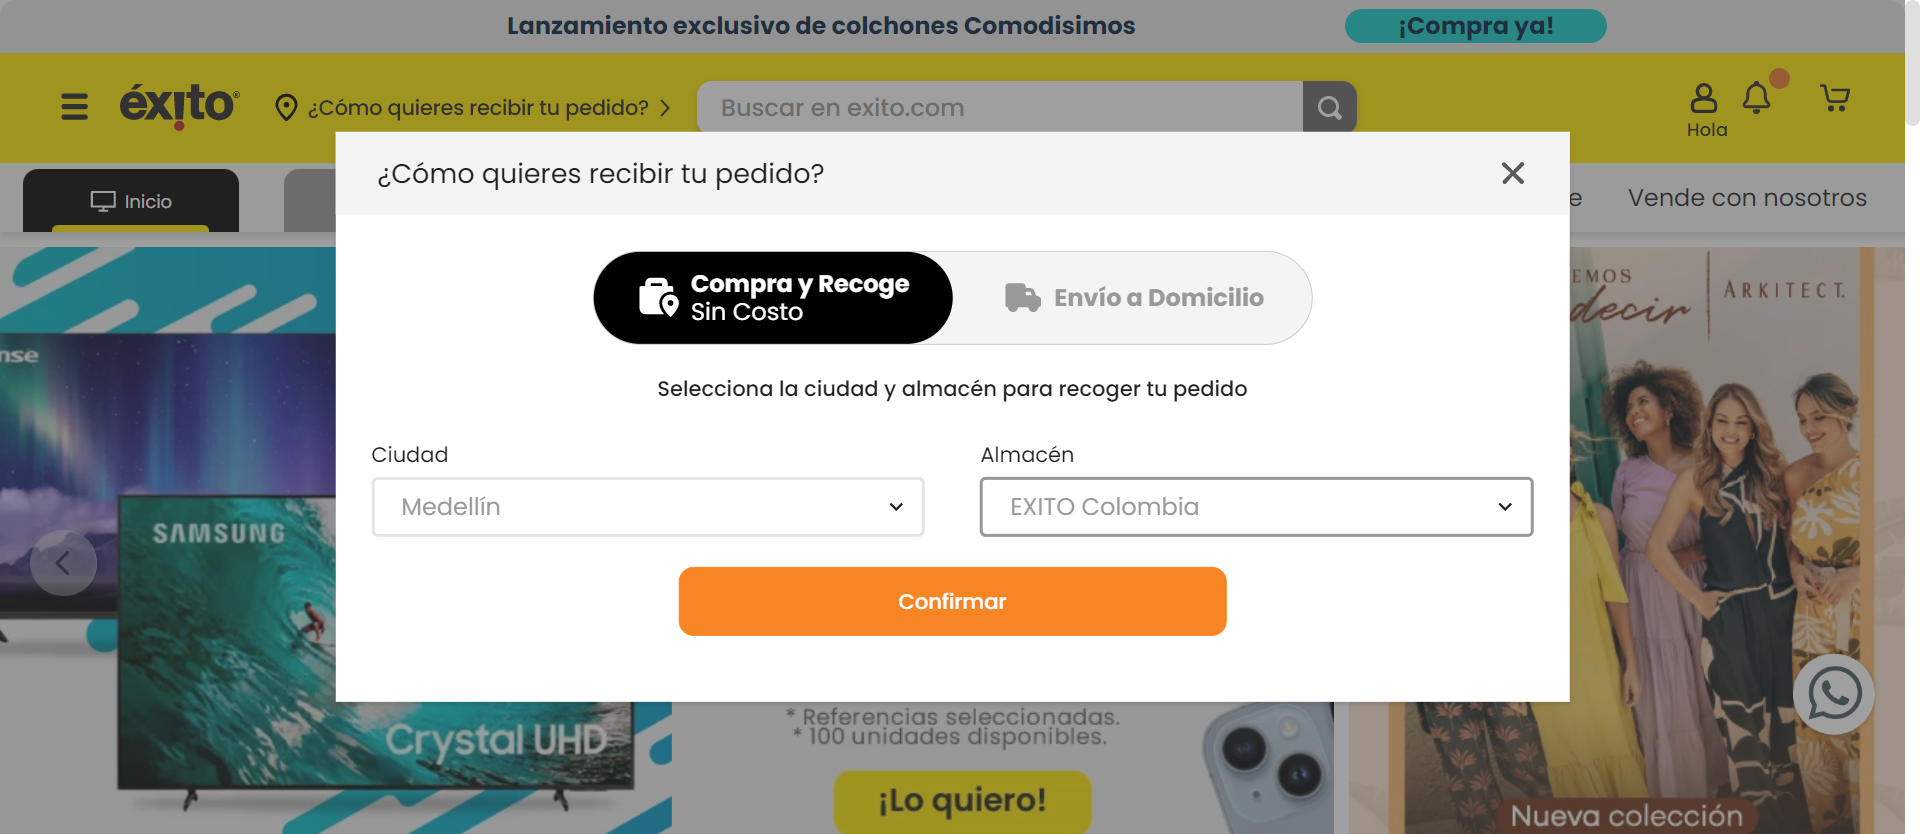 Lanzamiento exclusivo de colchones Comodisimos
¡Compra ya!
éxito
¿Cómo quieres recibir tu pedido?
Buscar en exito.com
Hola
Inicio
Vende con nosotros
¿Cómo quieres recibir tu pedido?
Compra y Recoge
Sin Costo
Envío a Domicilio
Selecciona la ciudad y almacén para recoger tu pedido
Ciudad
Almacén
Medellín
EXITO Colombia
Confirmar
SAMSUNG
Crystal UHD
* Referencias seleccionadas.
* 100 unidades disponibles.
¡Lo quiero!
EMOS
decir
ARKITECT.
Nueva colección